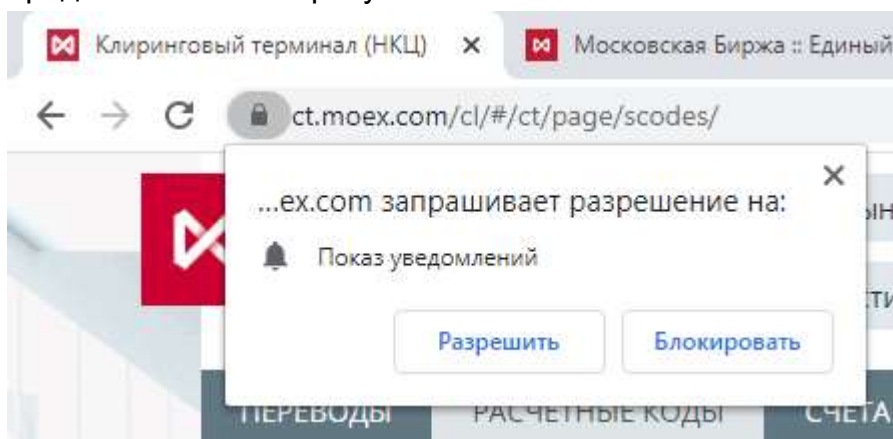 Клиринговый терминал (НКЦ)
Московская Биржа :: Единый
ct.moex.com/cl/#/ct/page/scodes/
...ex.com запрашивает разрешение на:
Показ уведомлений
Разрешить
Блокировать
ПЕРЕВОДЫ
РАСЧЕТНЫЕ КОДЫ
СЧЕТА